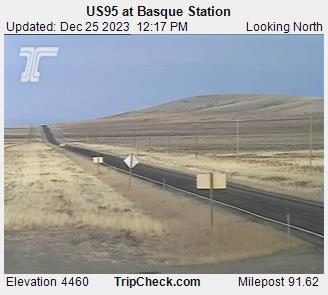 US95 at Basque Station
Updated: Dec 25 2023 12:17 PM Looking North
Elevation 4460 TripCheck.com Milepost 91.62